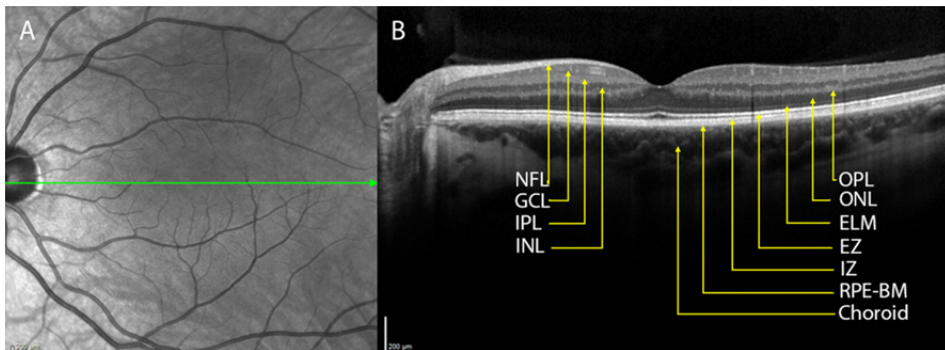 A
B
NFL
GCL
IPL
INL
OPL
ONL
ELM
EZ
IZ
RPE-BM
Choroid
200 µm